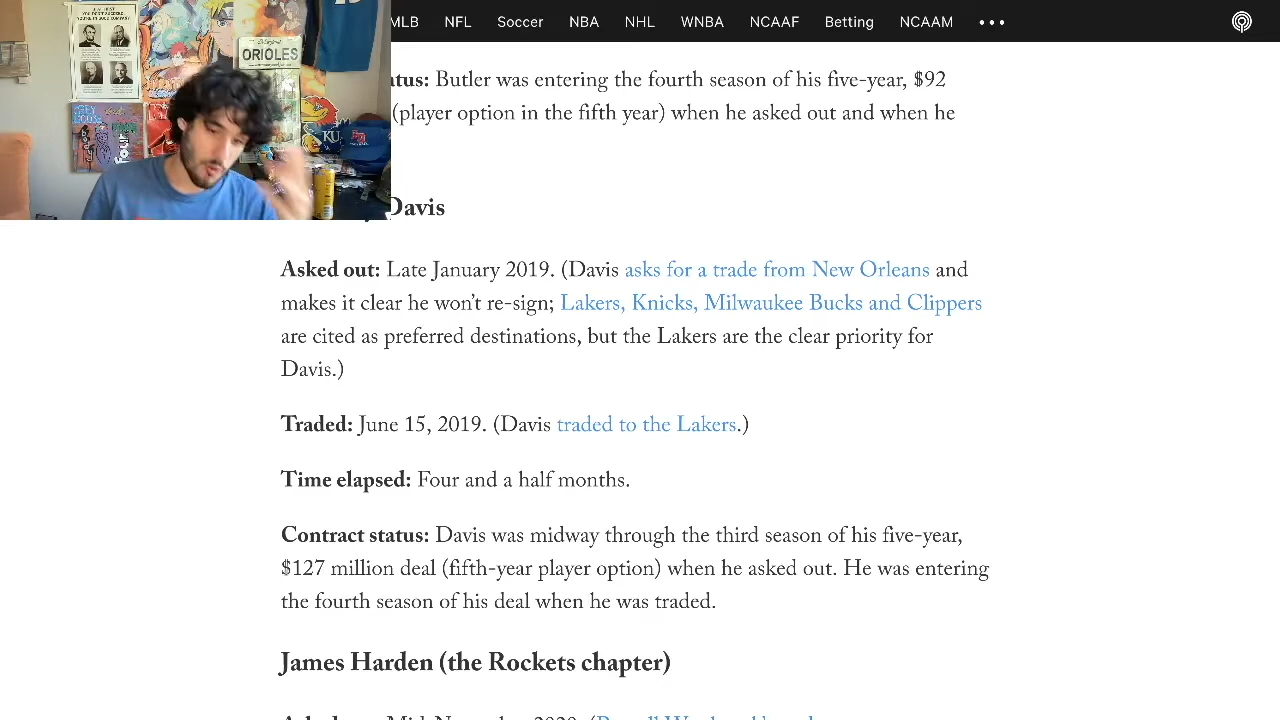 MLB NFL Soccer NBA NHL WNBA NCAAF Betting NCAAM
ORIOLES
KU
tus: Butler was entering the fourth season of his five-year, $92
(player option in the fifth year) when he asked out and when he
Davis
Asked out: Late January 2019. (Davis asks for a trade from New Orleans and
makes it clear he won't re-sign; Lakers, Knicks, Milwaukee Bucks and Clippers
are cited as preferred destinations, but the Lakers are the clear priority for
Davis.)
Traded: June 15, 2019. (Davis traded to the Lakers.)
Time elapsed: Four and a half months.
Contract status: Davis was midway through the third season of his five-year,
$127 million deal (fifth-year player option) when he asked out. He was entering
the fourth season of his deal when he was traded.
James Harden (the Rockets chapter)